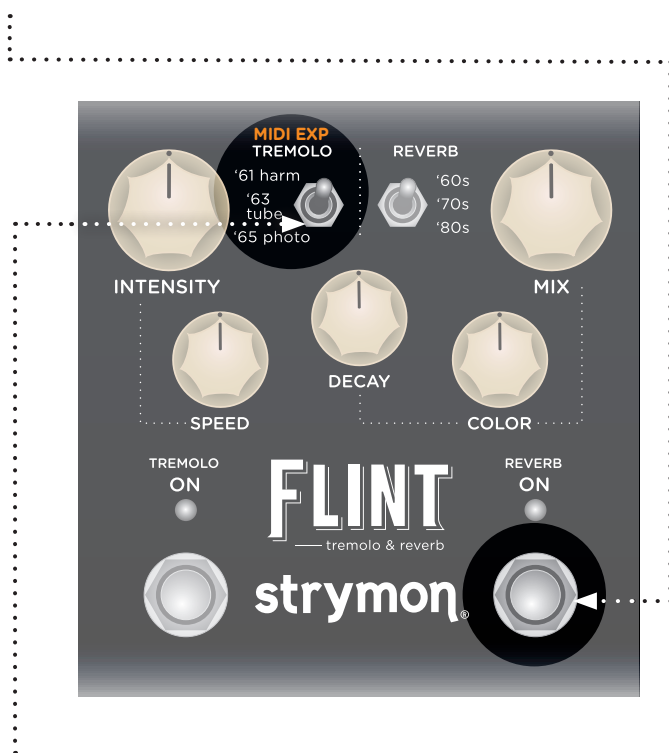 MIDI EXP
TREMOLO
REVERB
‘61 harm
‘63
tube
‘65 photo
‘60s
‘70s
‘80s
INTENSITY
MIX
DECAY
SPEED
COLOR
TREMOLO
ON
REVERB
ON
FLINT
tremolo & reverb
strymon®